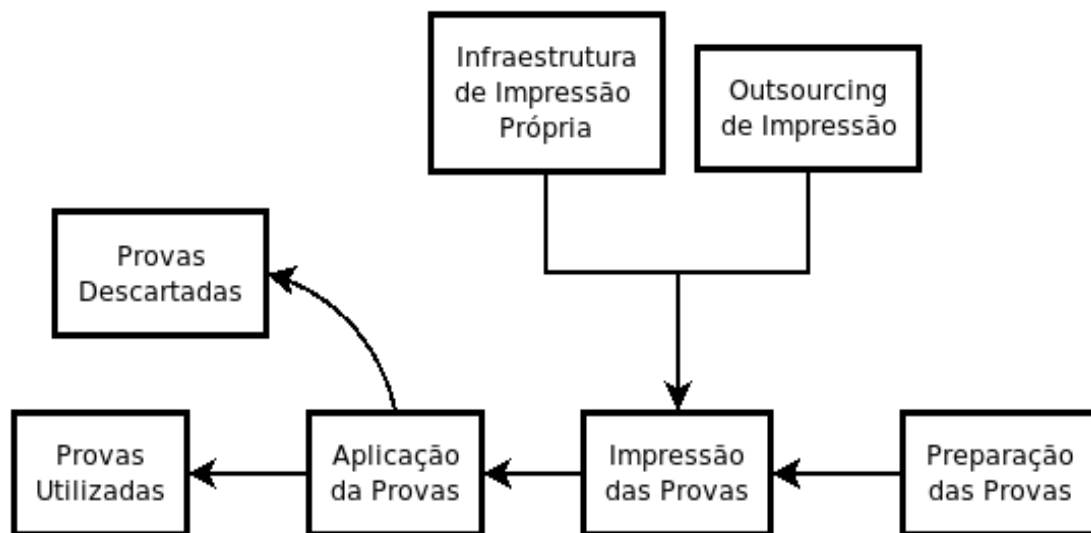 Infraestrutura
de Impressão
Própria
Outsourcing
de Impressão
Provas
Descartadas
Provas
Utilizadas
Aplicação
da Provas
Impressão
das Provas
Preparação
das Provas